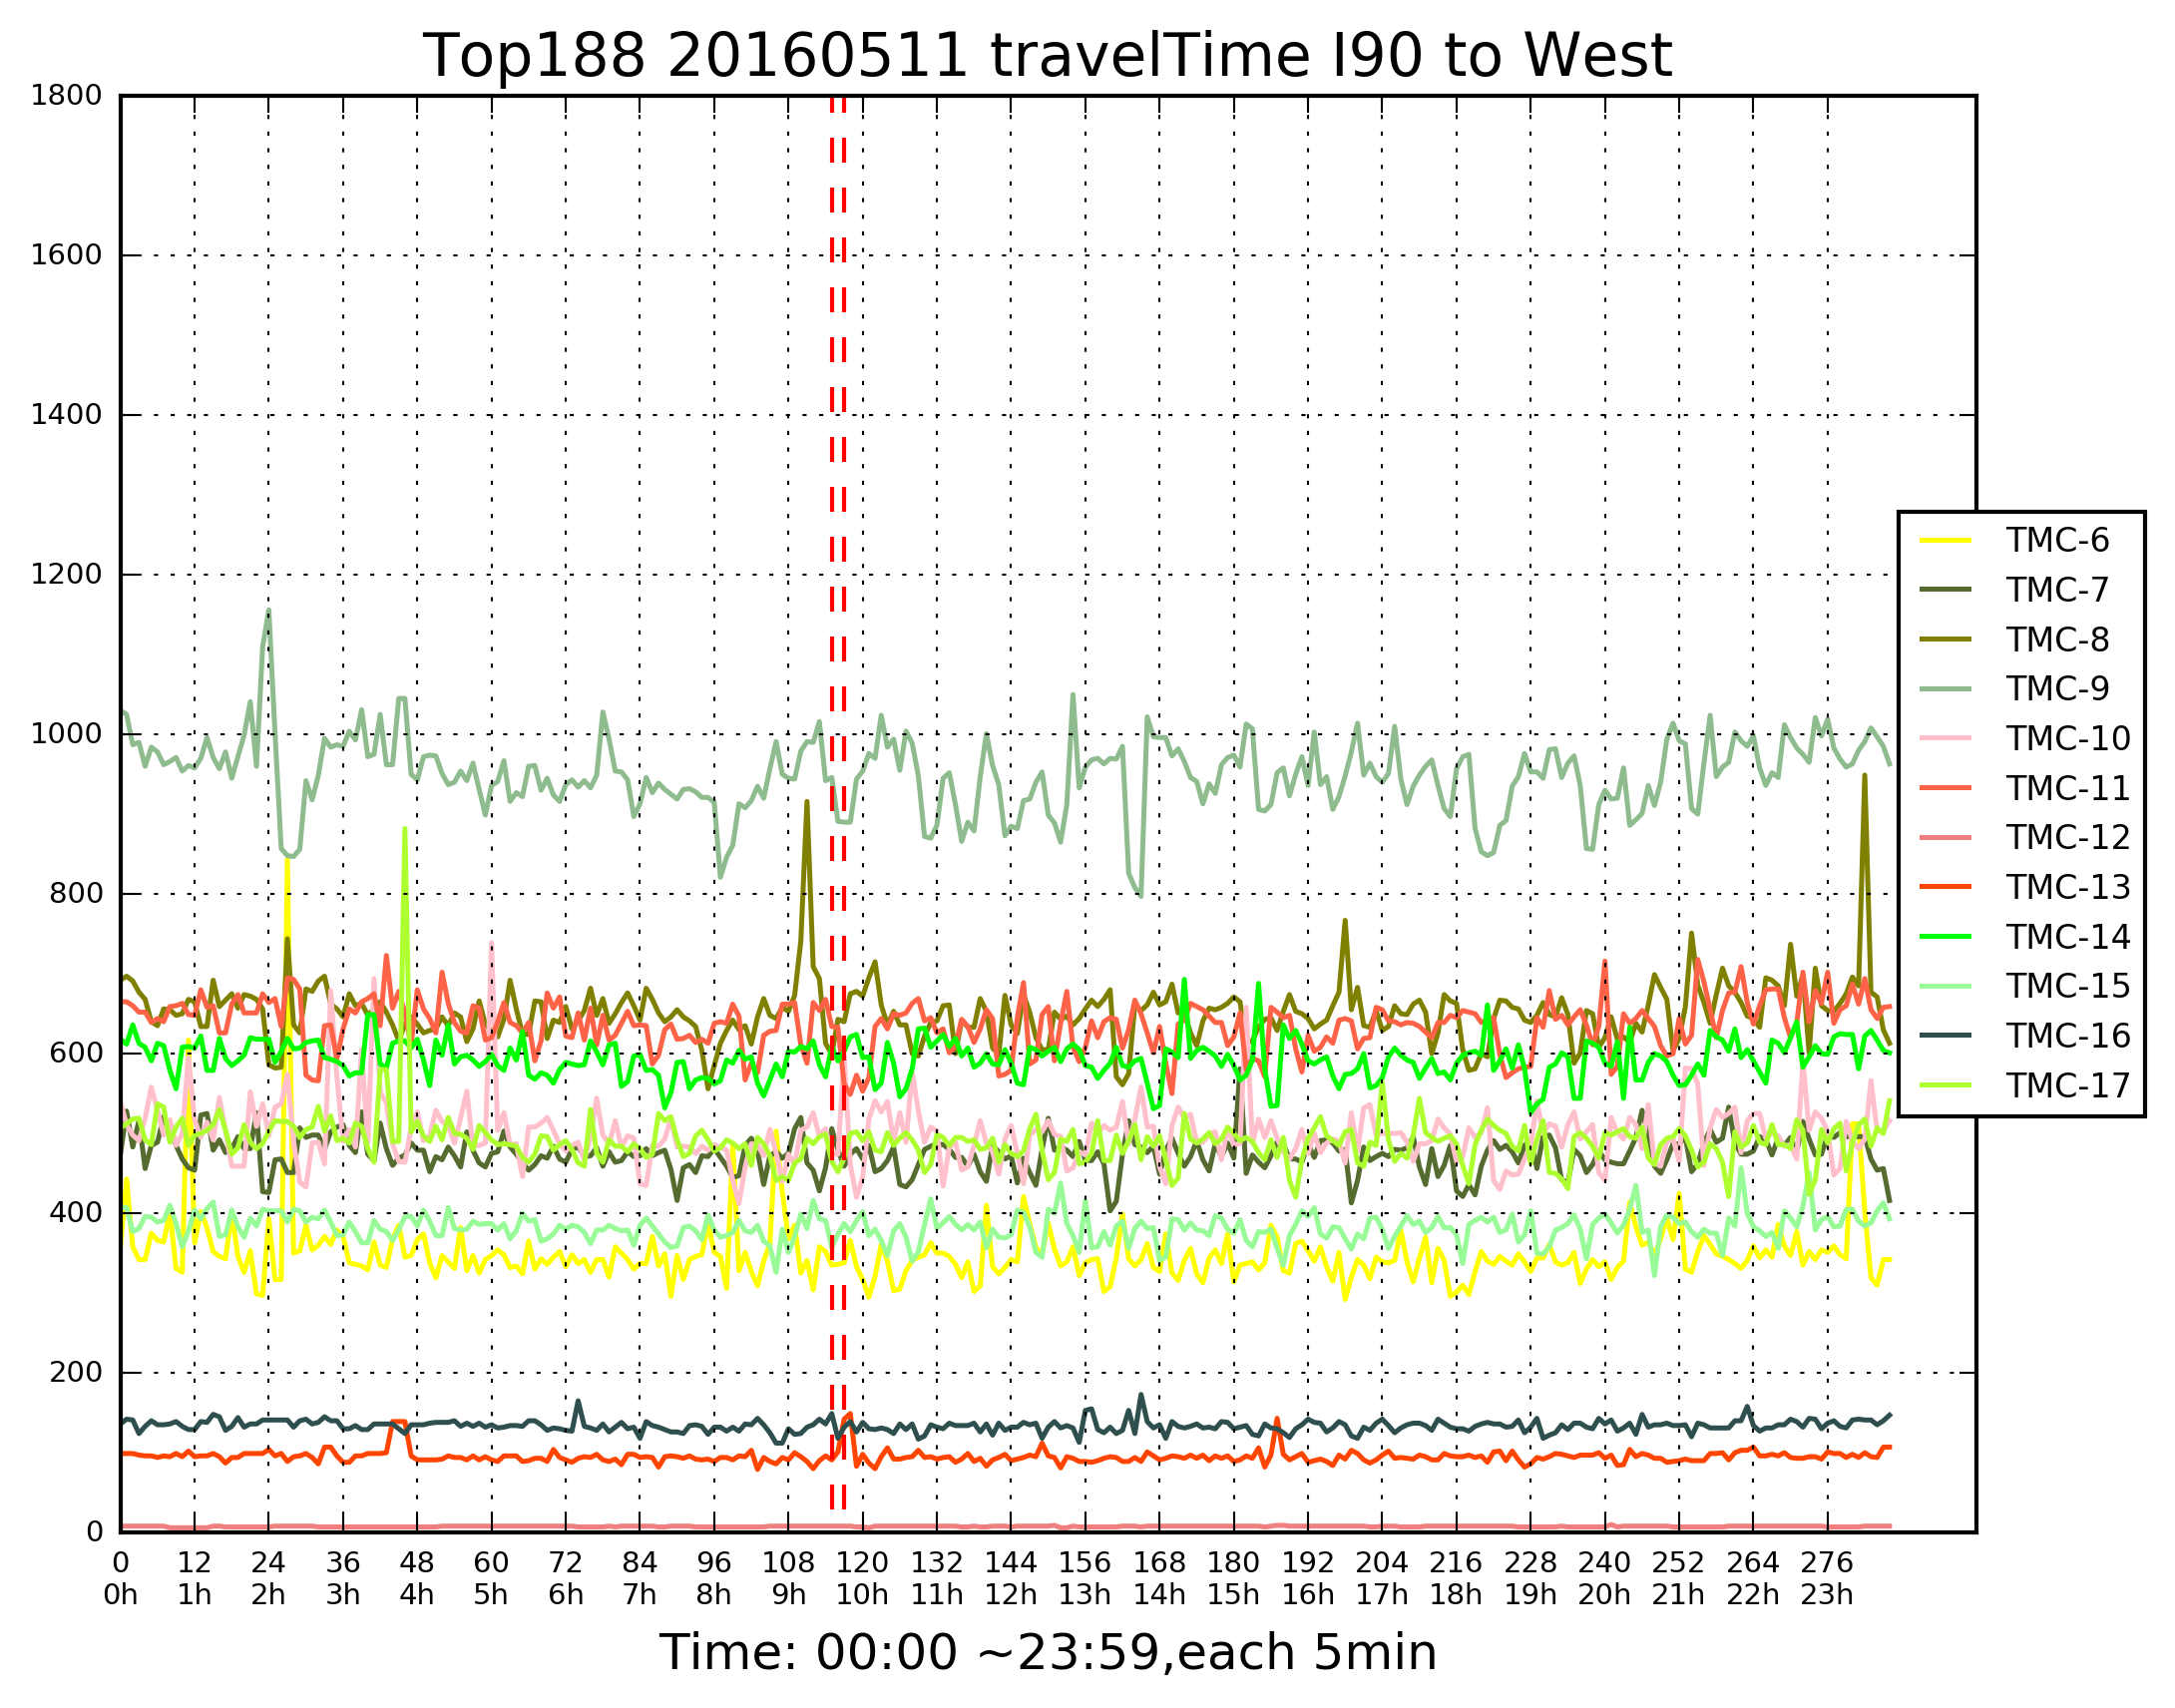 Top188 20160511 travelTime I90 to West
1800
1600
1400
1200
1000
800
600
400
200
0
TMC-6
TMC-7
TMC-8
TMC-9
TMC-10
TMC-11
TMC-12
TMC-13
TMC-14
TMC-15
TMC-16
TMC-17
0 12 24 36 48 60 72 84 96 108 120 132 144 156 168 180 192 204 216 228 240 252 264 276
0h 1h 2h 3h 4h 5h 6h 7h 8h 9h 10h 11h 12h 13h 14h 15h 16h 17h 18h 19h 20h 21h 22h 23h
Time: 00:00 ~23:59,each 5min